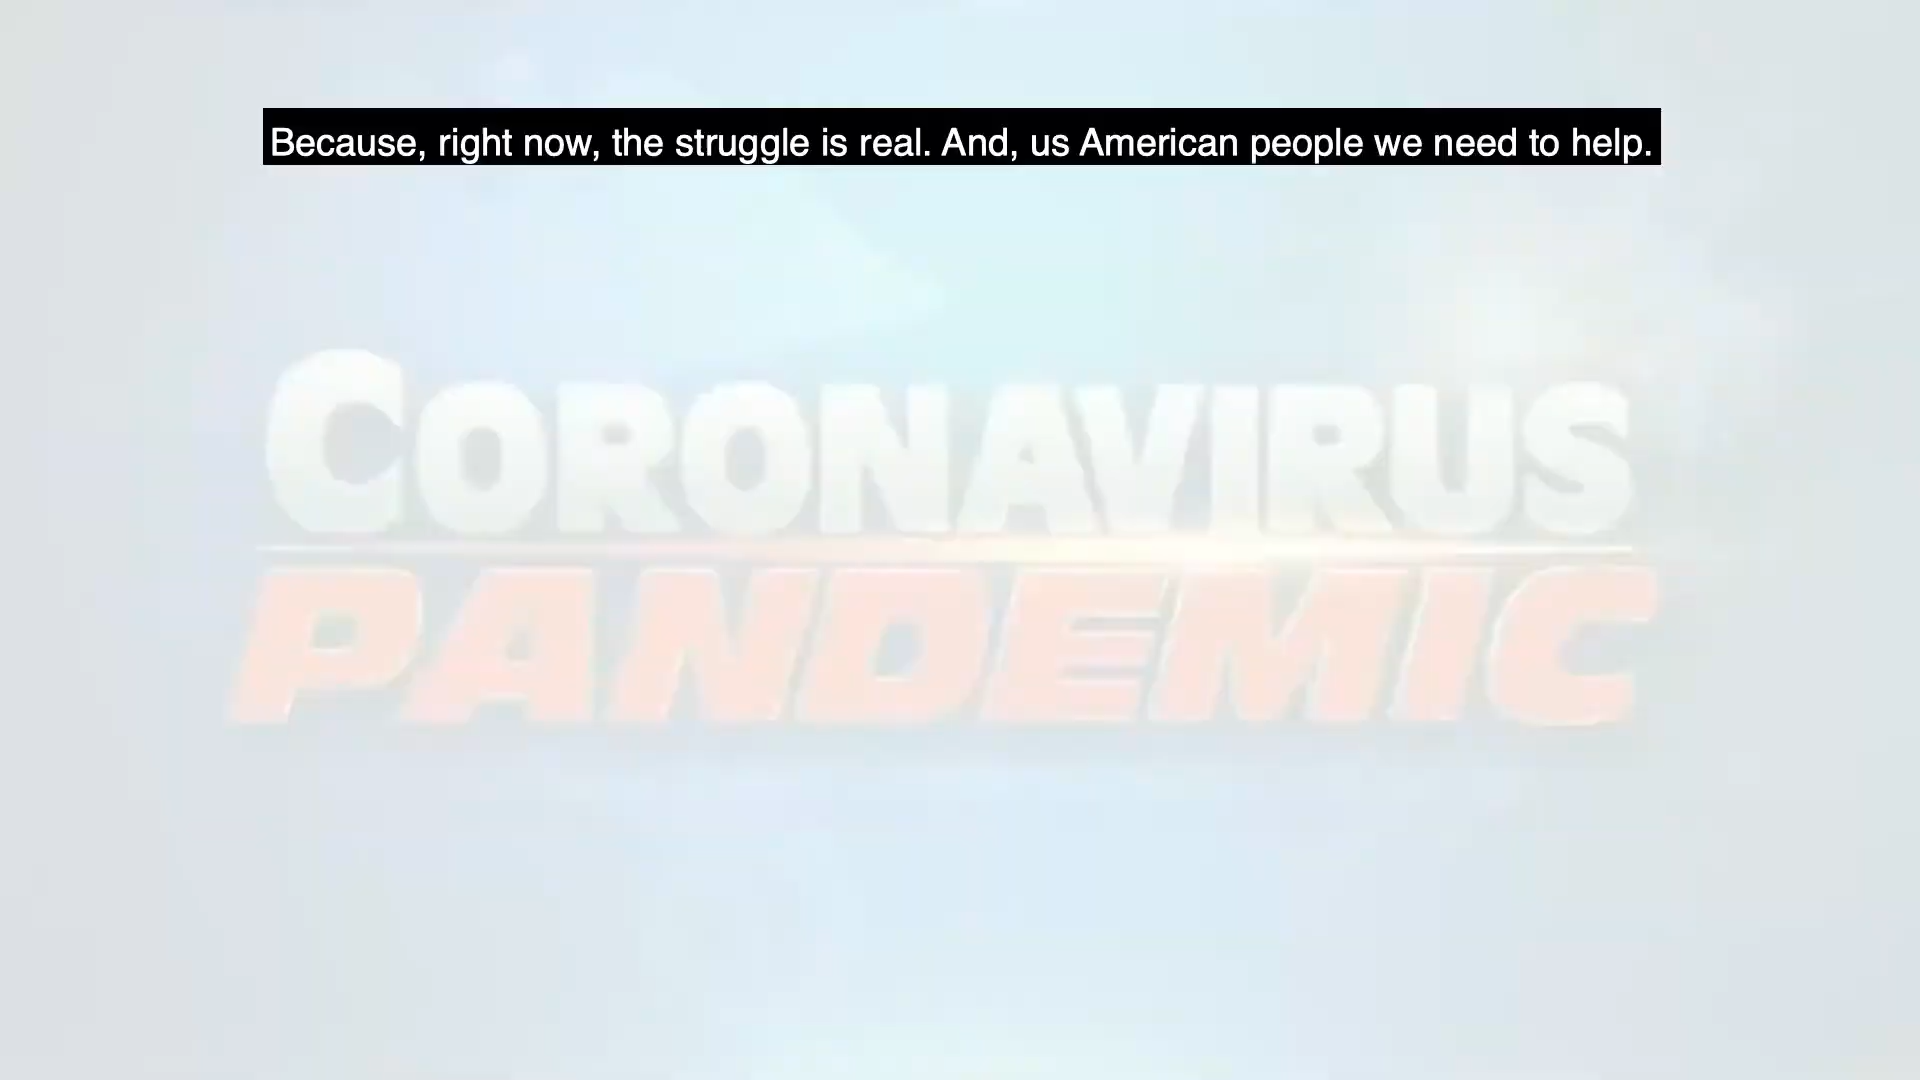 Because, right now, the struggle is real. And, us American people we need to help.
CORONAVIRUS
PANDEMIC